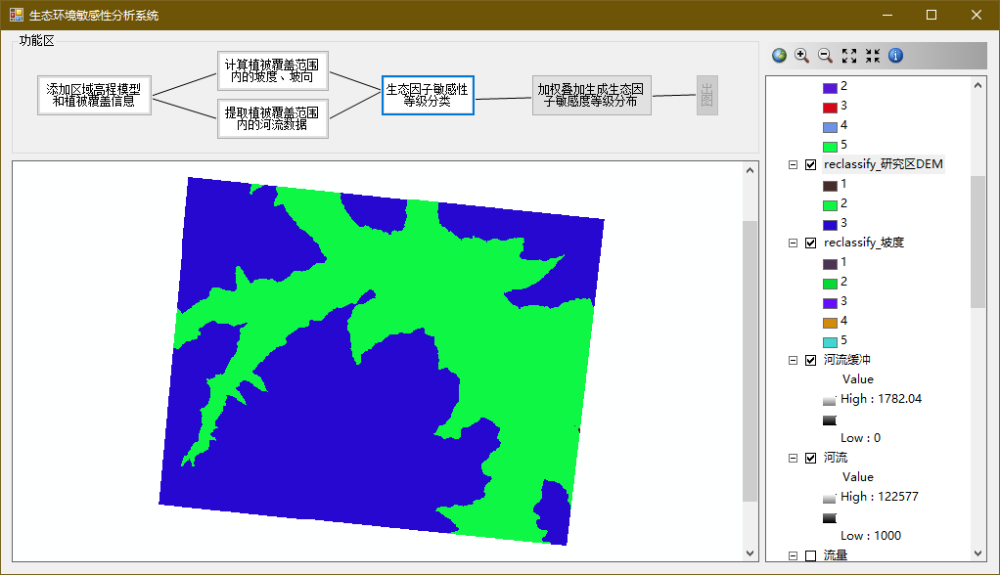 生态环境敏感性分析系统
功能区
添加区域高程模型
和植被覆盖信息
计算植被覆盖范围
内的坡度、坡向
提取植被覆盖范围
内的河流数据
生态因子敏感性
等级分类
加权叠加生成生态因
子敏感度等级分布
出
图
2
3
4
5
reclassify_研究区DEM
1
2
3
reclassify_坡度
1
2
3
4
5
河流缓冲
Value
High : 1782.04
Low : 0
河流
Value
High : 122577
Low : 1000
流量